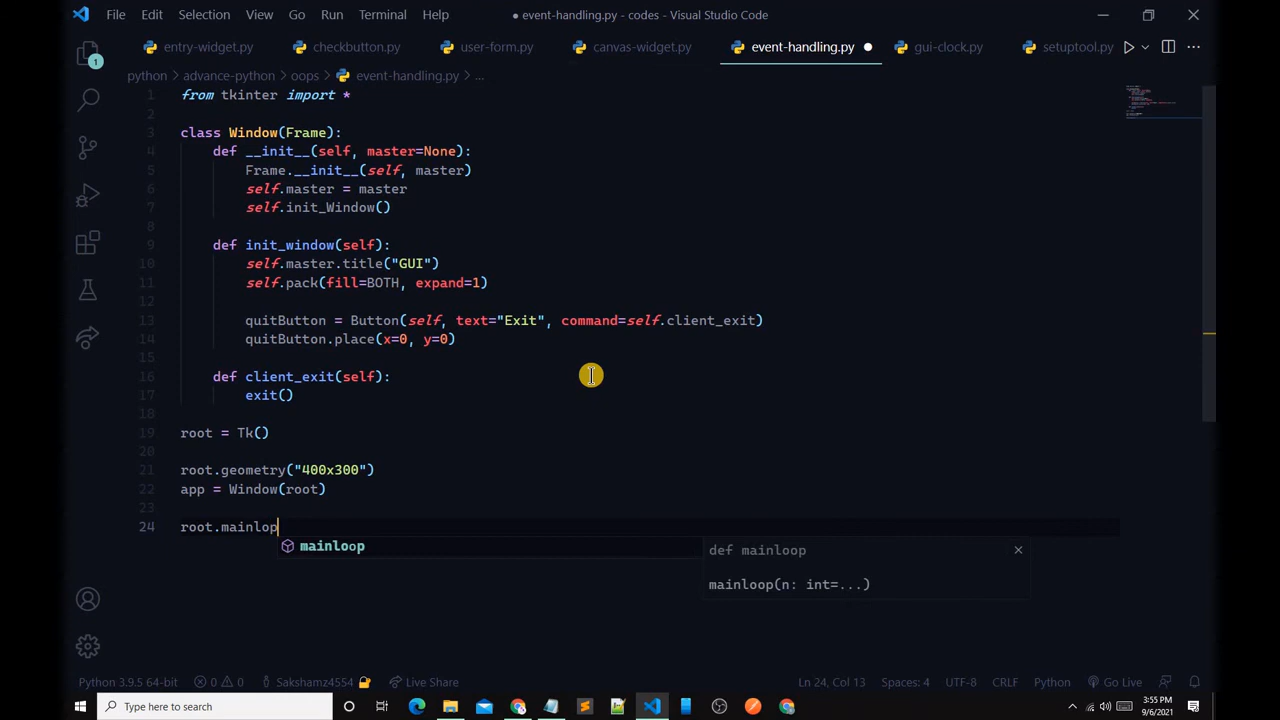 File Edit Selection View Go Run Terminal Help ● event-handling.py - codes - Visual Studio Code
entry-widget.py checkbutton.py user-form.py canvas-widget.py event-handling.py ● gui-clock.py setuptool.py
python › advance-python › oops › event-handling.py › ...
1 from tkinter import *
2
3 class Window(Frame):
4 def __init__(self, master=None):
5 Frame.__init__(self, master)
6 self.master = master
7 self.init_Window()
8
9 def init_window(self):
10 self.master.title("GUI")
11 self.pack(fill=BOTH, expand=1)
12
13 quitButton = Button(self, text="Exit", command=self.client_exit)
14 quitButton.place(x=0, y=0)
15
16 def client_exit(self):
17 exit()
18
19 root = Tk()
20
21 root.geometry("400x300")
22 app = Window(root)
23
24 root.mainlop
mainloop
def mainloop
mainloop(n: int=...)
1
Python 3.9.5 64-bit 0 0 Sakshamz4554 Live Share Ln 24, Col 13 Spaces: 4 UTF-8 CRLF Python Go Live
Type here to search
3:55 PM
9/6/2021